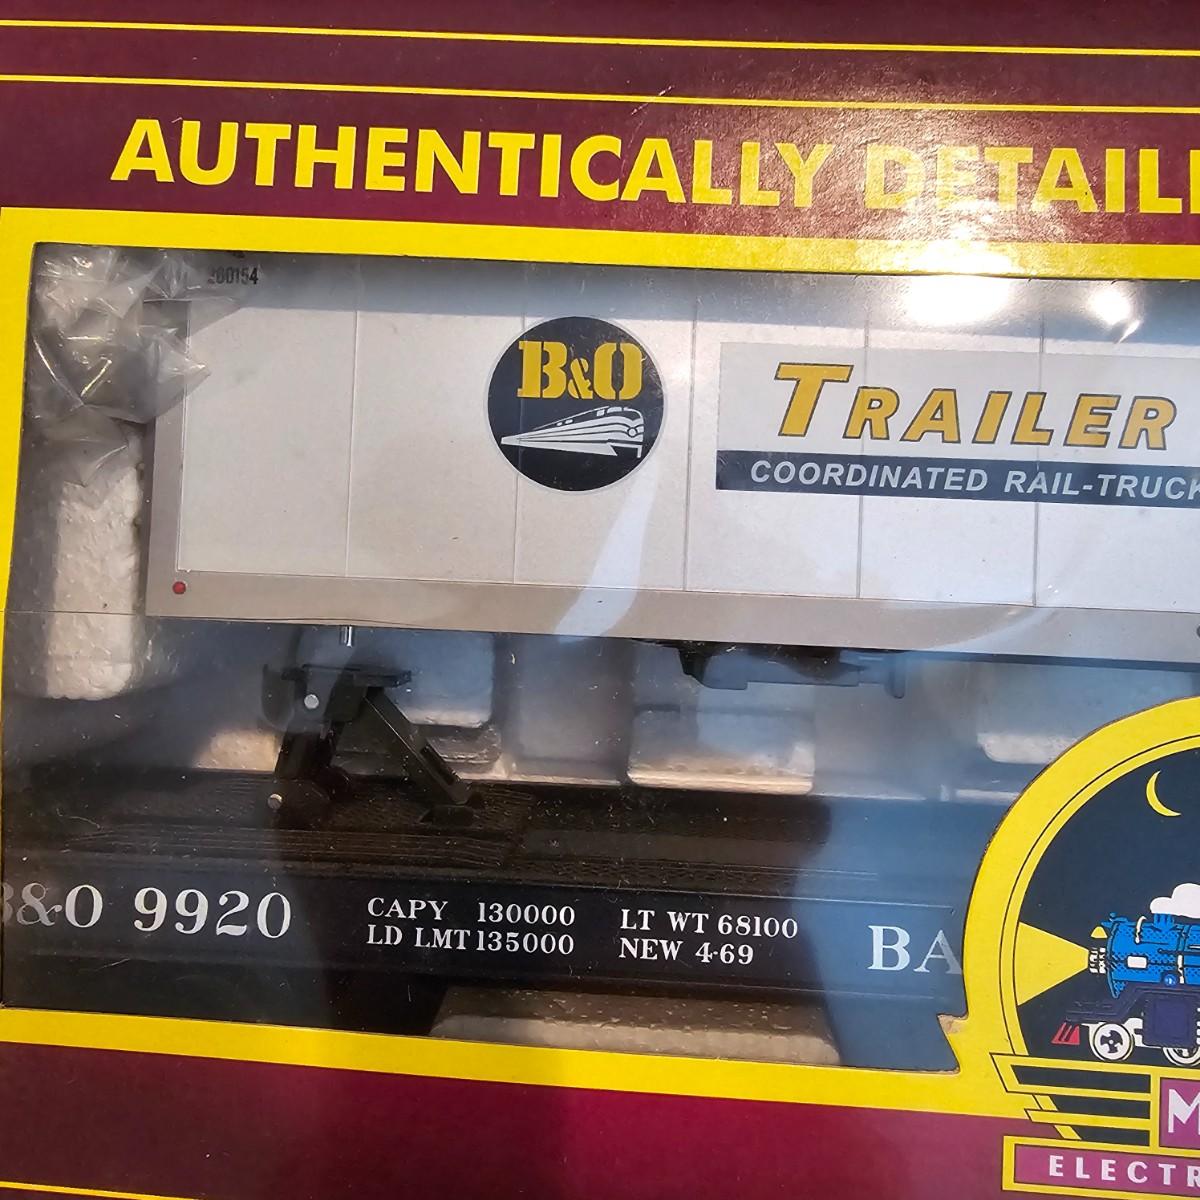 AUTHENTICALLY DETAIL
B&O
TRAILER
COORDINATED RAIL-TRUCK
B&O 9920
CAPY 130000
LD LMT 135000
LT WT 68100
NEW 4-69
BA
M
ELECTR